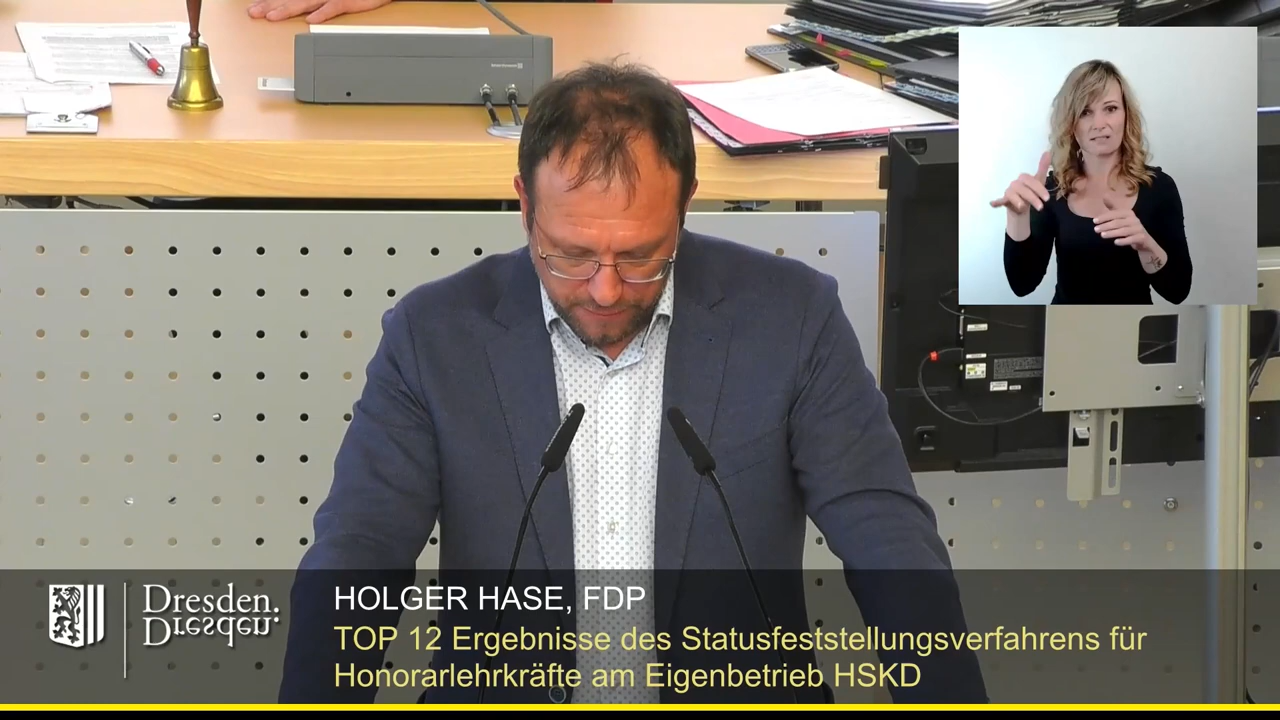 Dresden.
Dresden.
HOLGER HASE, FDP
TOP 12 Ergebnisse des Statusfeststellungsverfahrens für
Honorarlehrkräfte am Eigenbetrieb HSKD